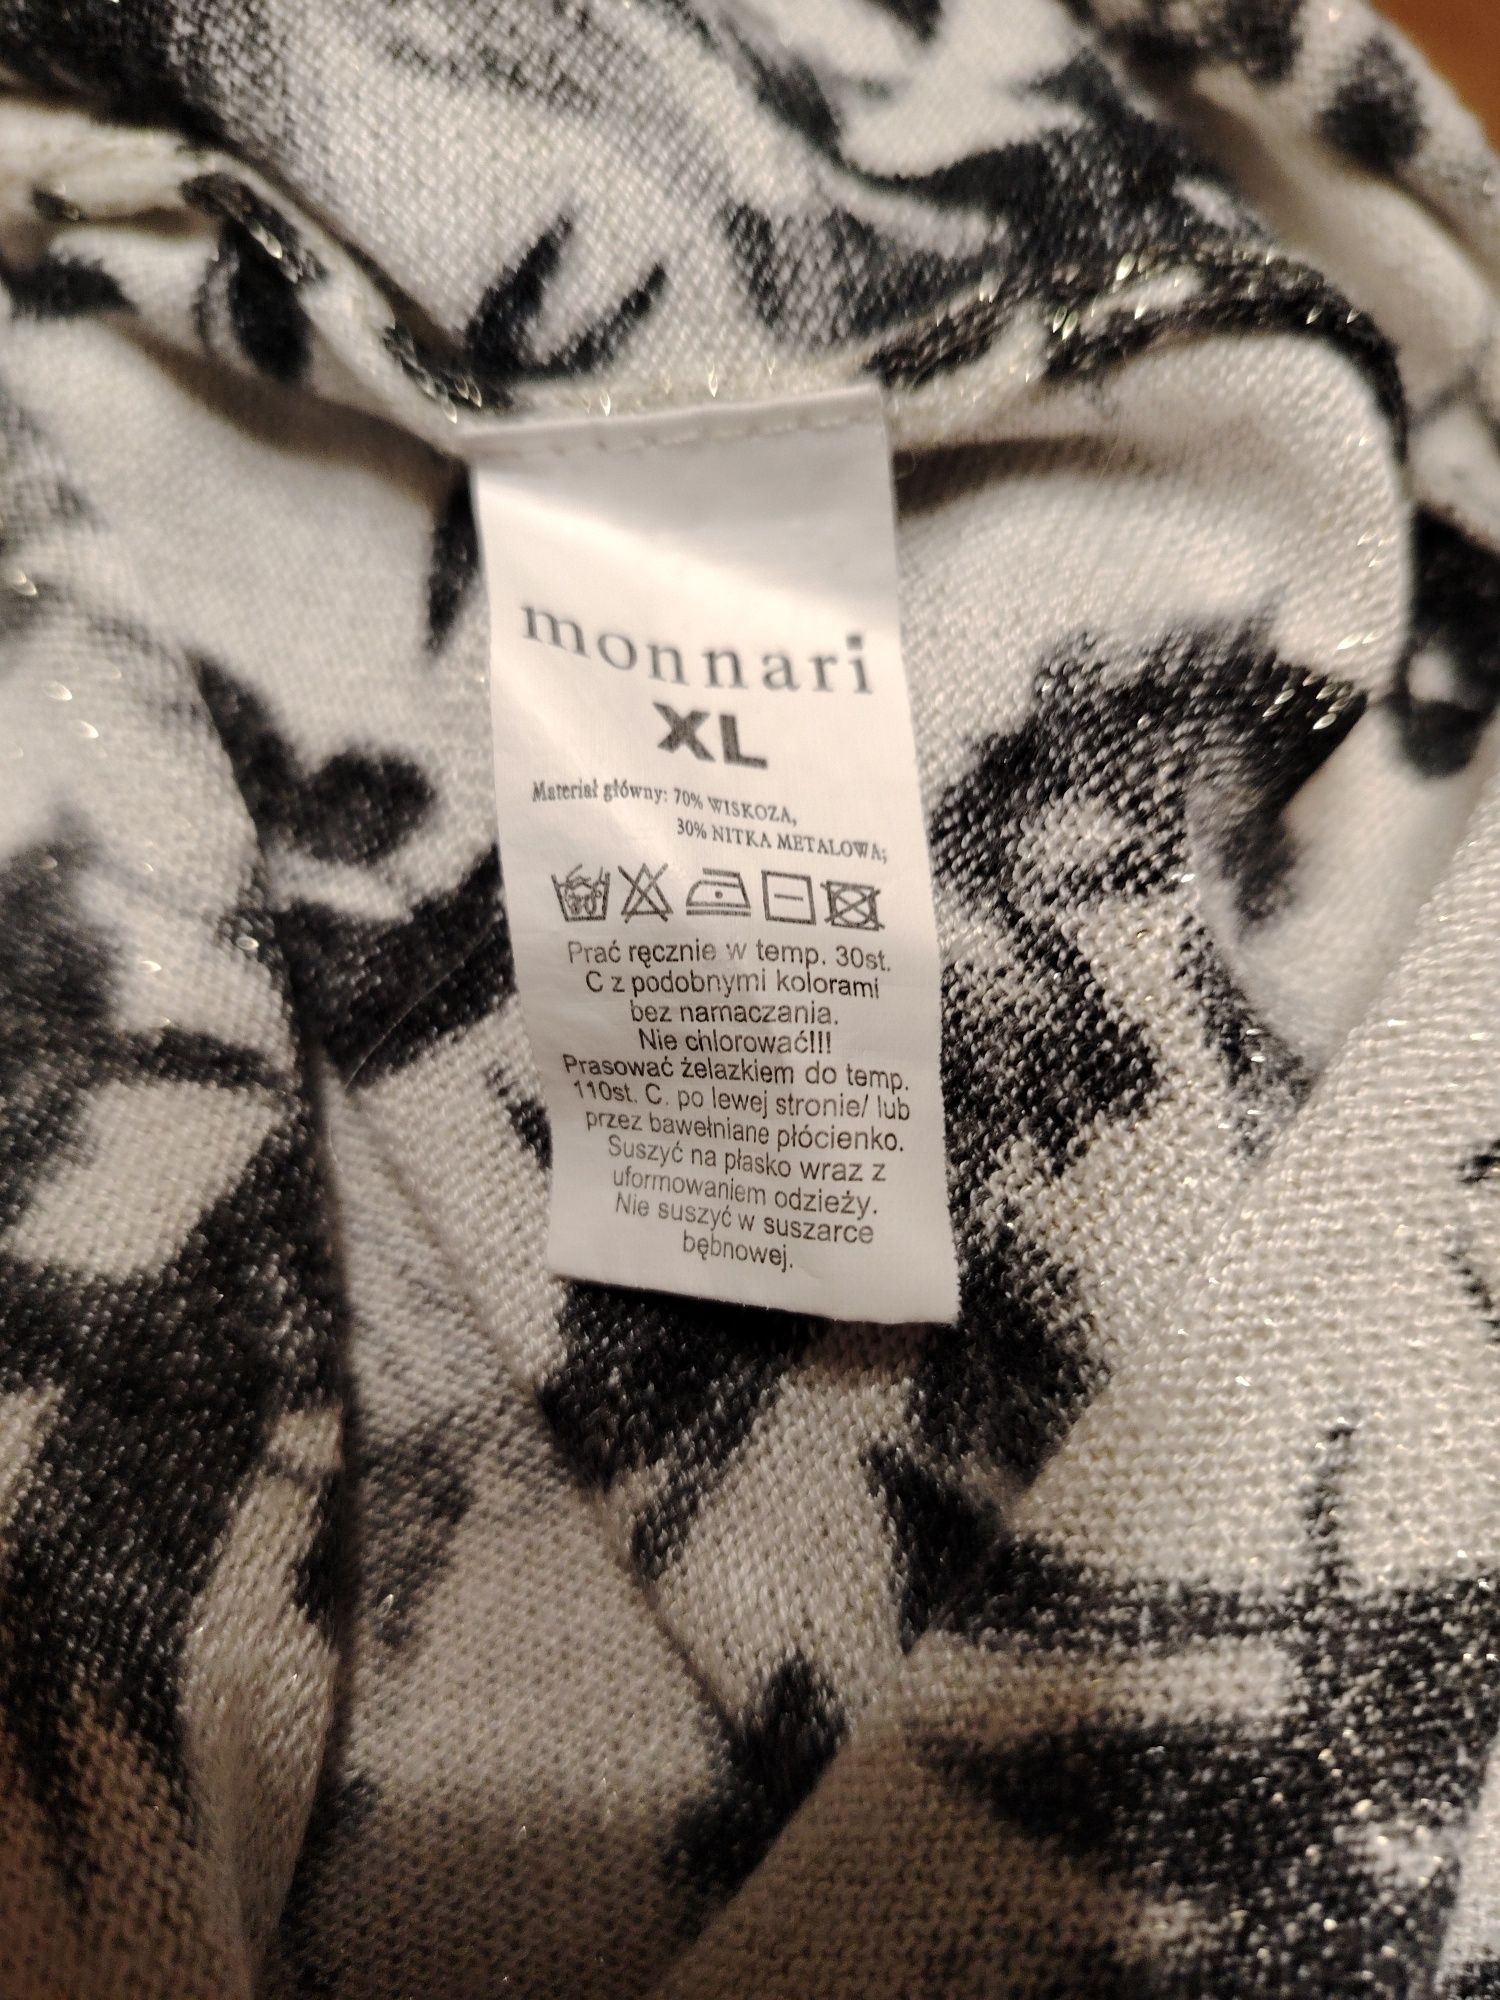 monnari
XL
Materiał główny: 70% WISKOZA,
30% NITKA METALOWA;
Prać ręcznie w temp. 30st.
C z podobnymi kolorami
bez namaczania.
Nie chlorować!!!
Prasować żelazkiem do temp.
110st. C. po lewej stronie/ lub
przez bawełniane płócienko.
Suszyć na płasko wraz z
uformowaniem odzieży.
Nie suszyć w suszarce
bębnowej.